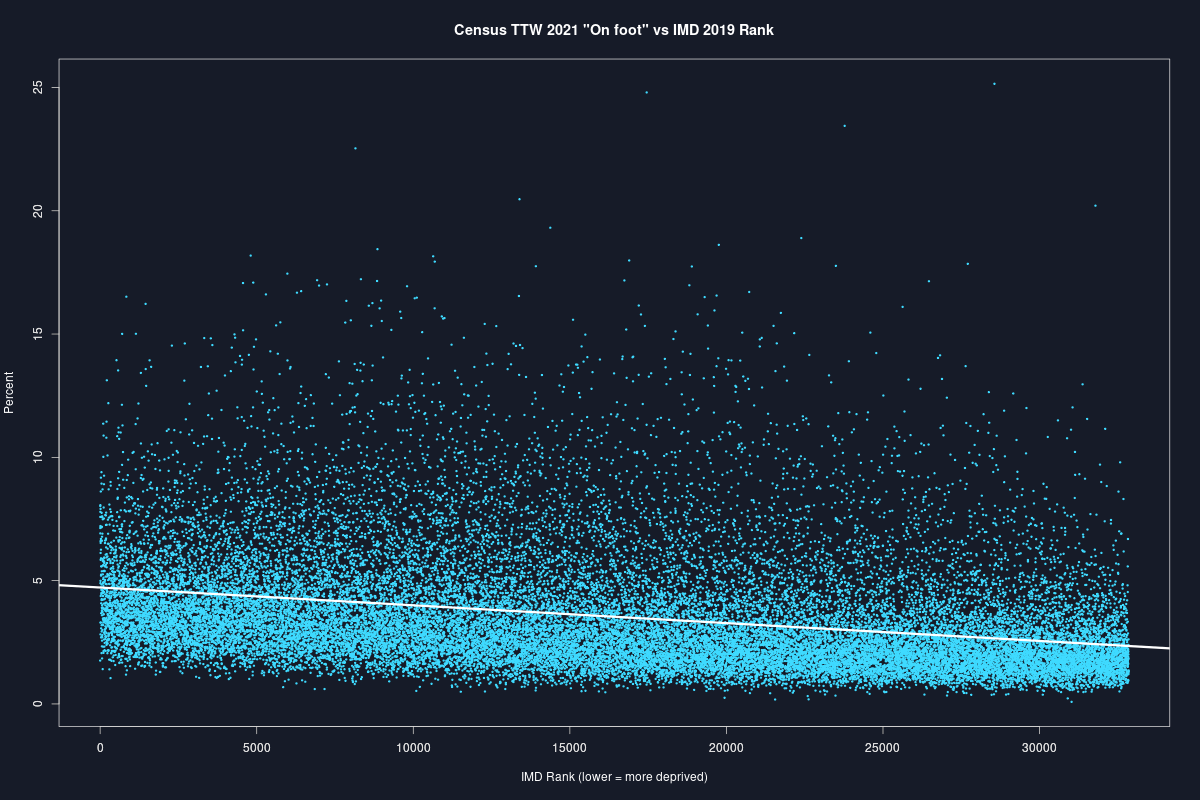 Census TTW 2021 "On foot" vs IMD 2019 Rank
25
20
15
10
5
0
Percent
0 5000 10000 15000 20000 25000 30000
IMD Rank (lower = more deprived)